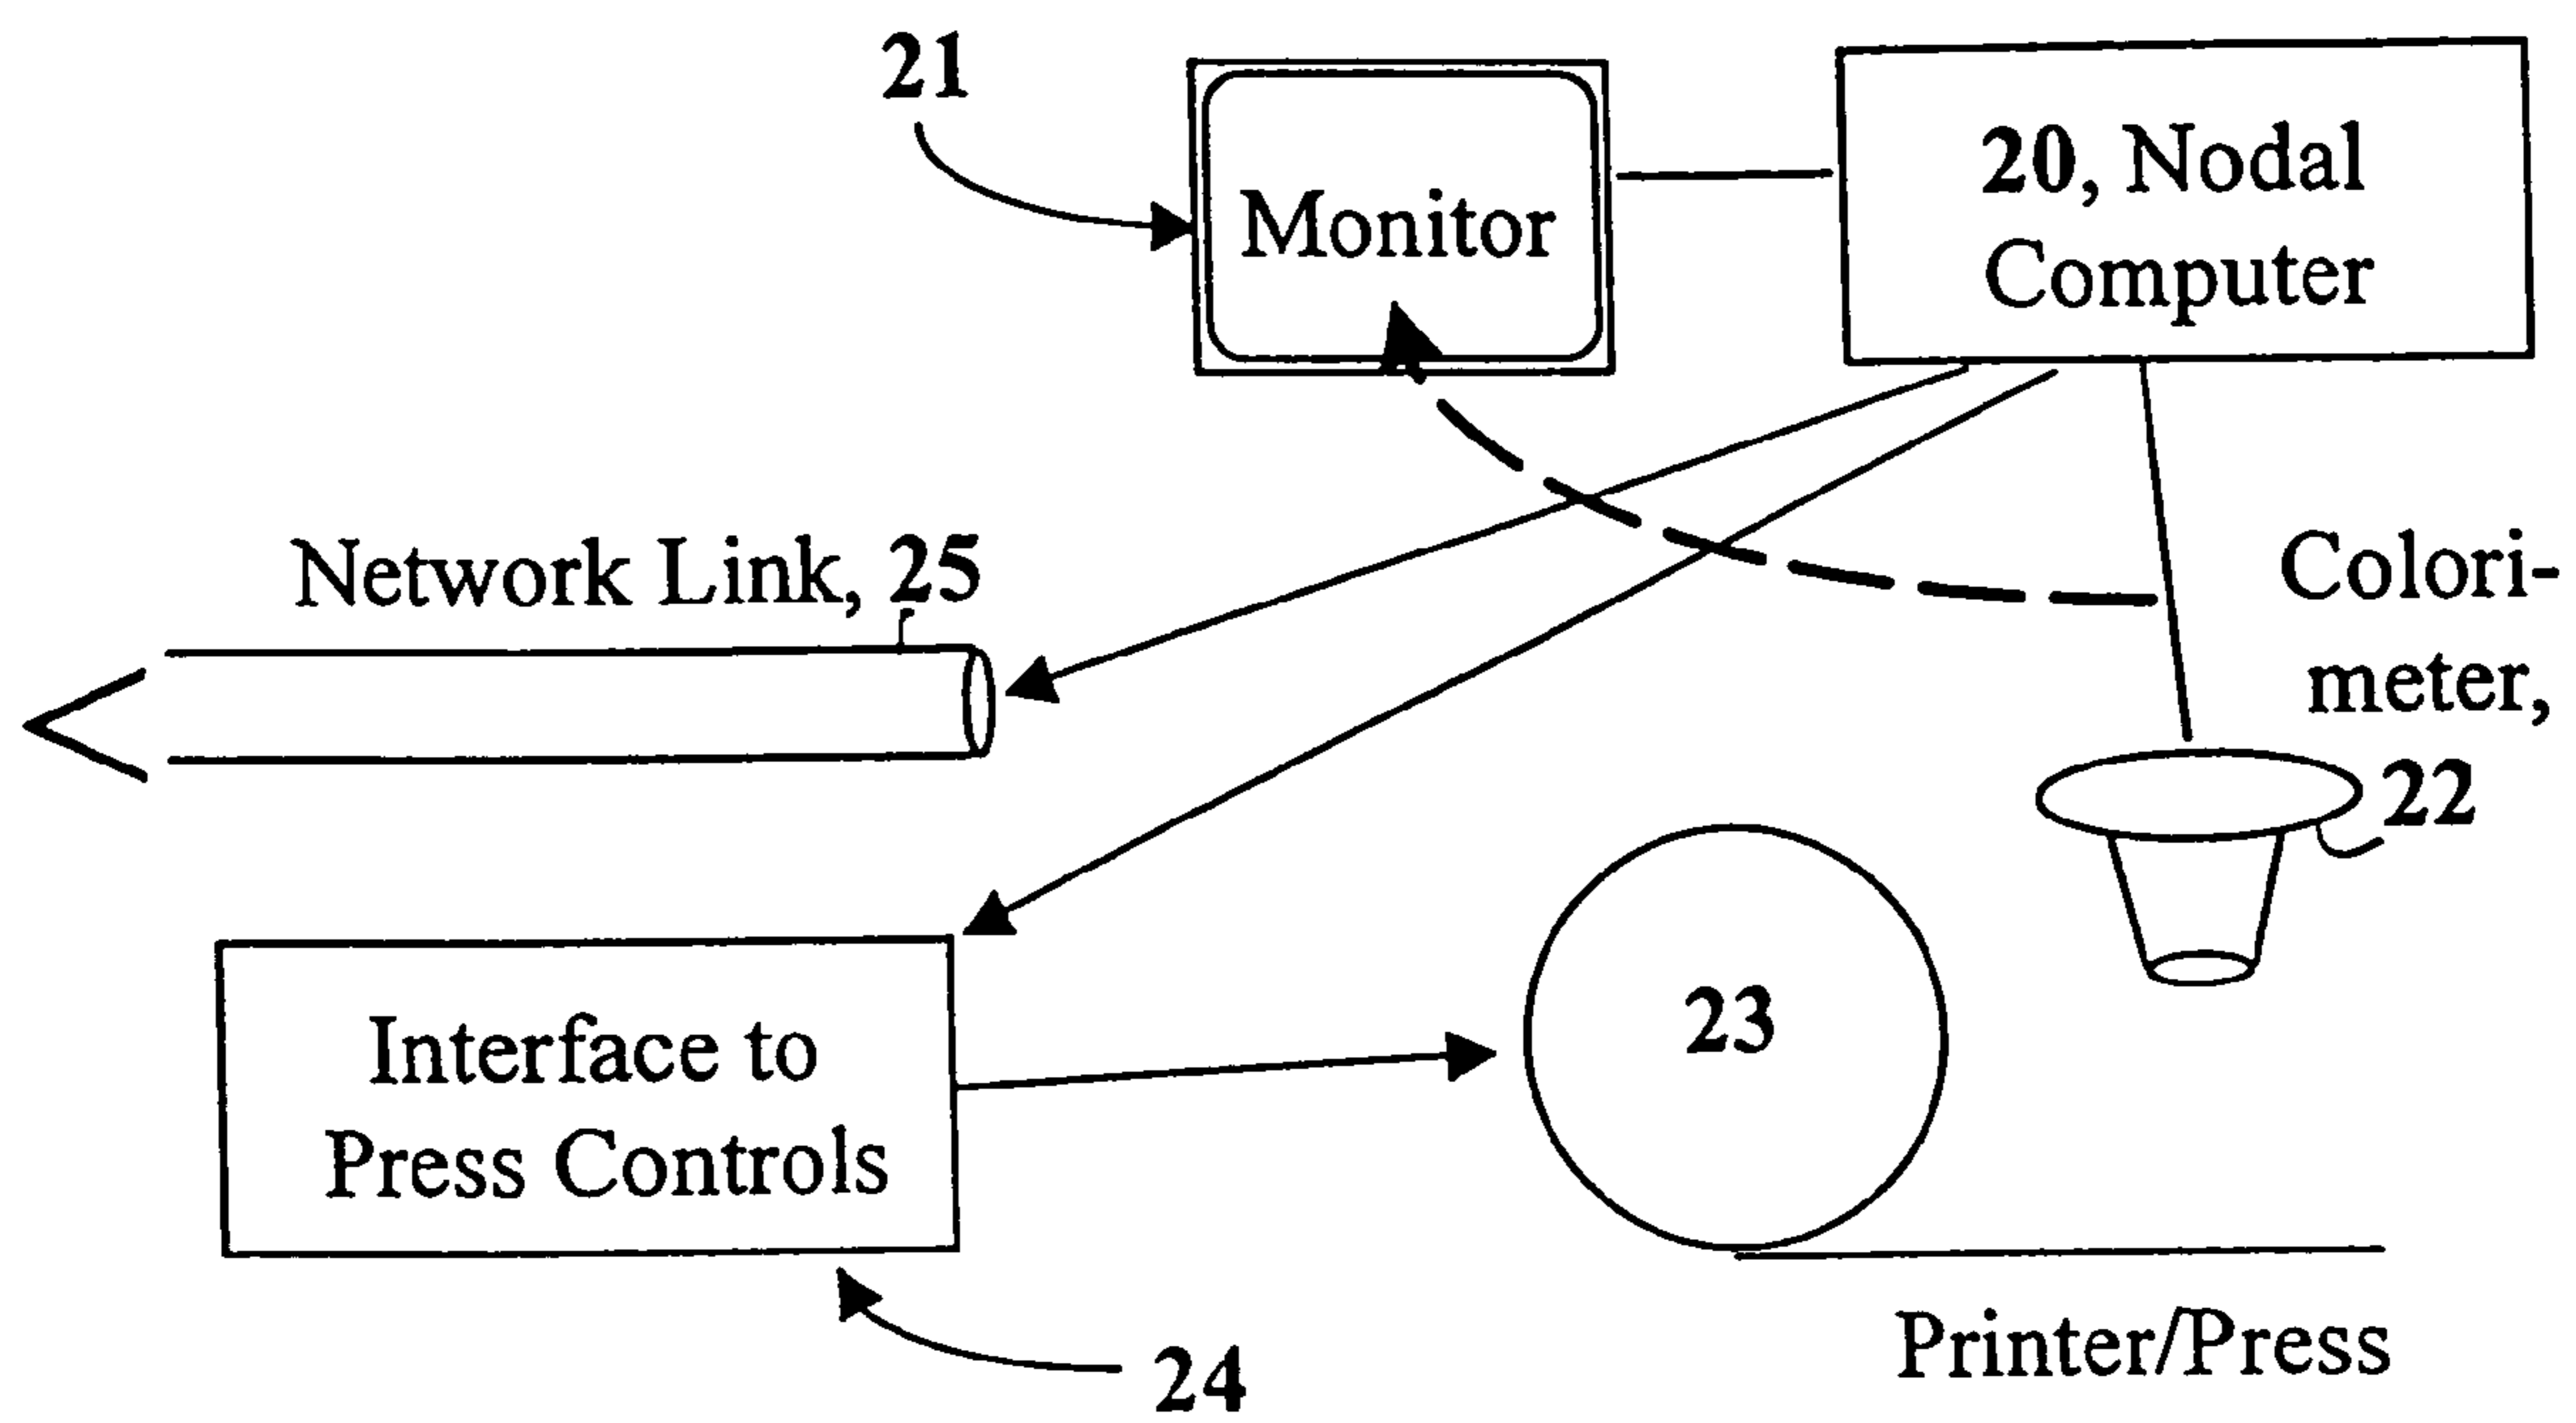 21
Monitor
20, Nodal
Computer
Network Link, 25
Colori-
meter,
22
23
Interface to
Press Controls
24
Printer/Press